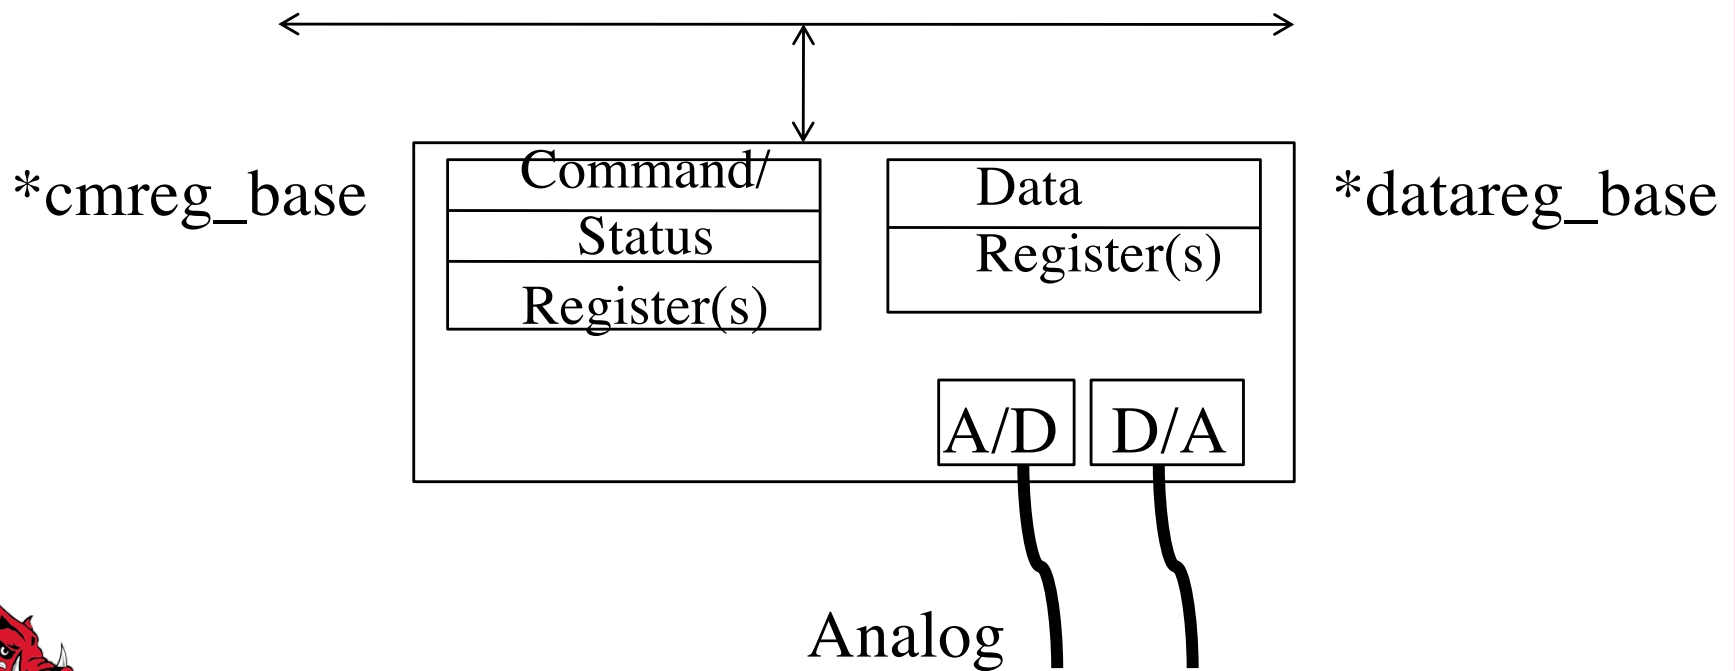 *cmreg_base
Command/
Status
Register(s)
Data
Register(s)
*datareg_base
A/D
D/A
Analog